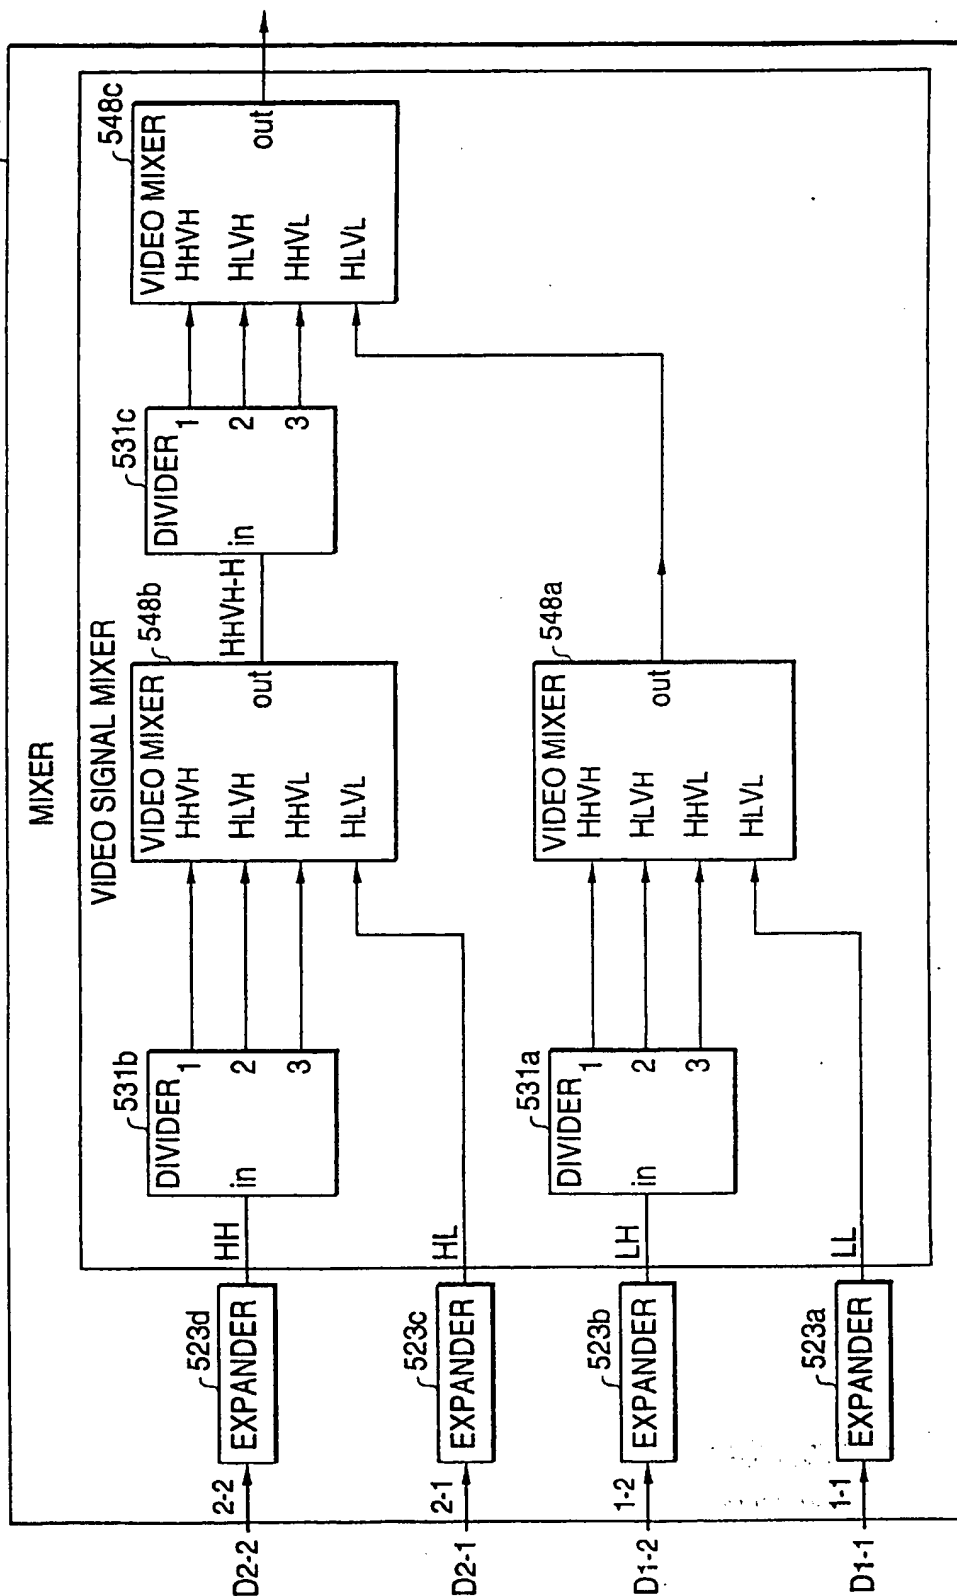 MIXER
VIDEO SIGNAL MIXER
D2-2
2-2
523d
EXPANDER
HH
531b
DIVIDER
in
1
2
3
548b
VIDEO MIXER
HHVH
HLVH
HHVL
HLVL
out
HHVH-H
531c
DIVIDER
in
1
2
3
548c
VIDEO MIXER
HHVH
HLVH
HHVL
HLVL
out
D2-1
2-1
523c
EXPANDER
HL
D1-2
1-2
523b
EXPANDER
LH
531a
DIVIDER
in
1
2
3
548a
VIDEO MIXER
HHVH
HLVH
HHVL
HLVL
out
D1-1
1-1
523a
EXPANDER
LL